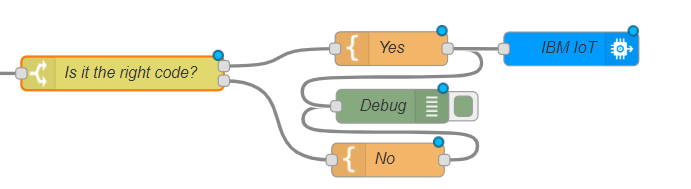 Is it the right code?
Yes
IBM IoT
Debug
No